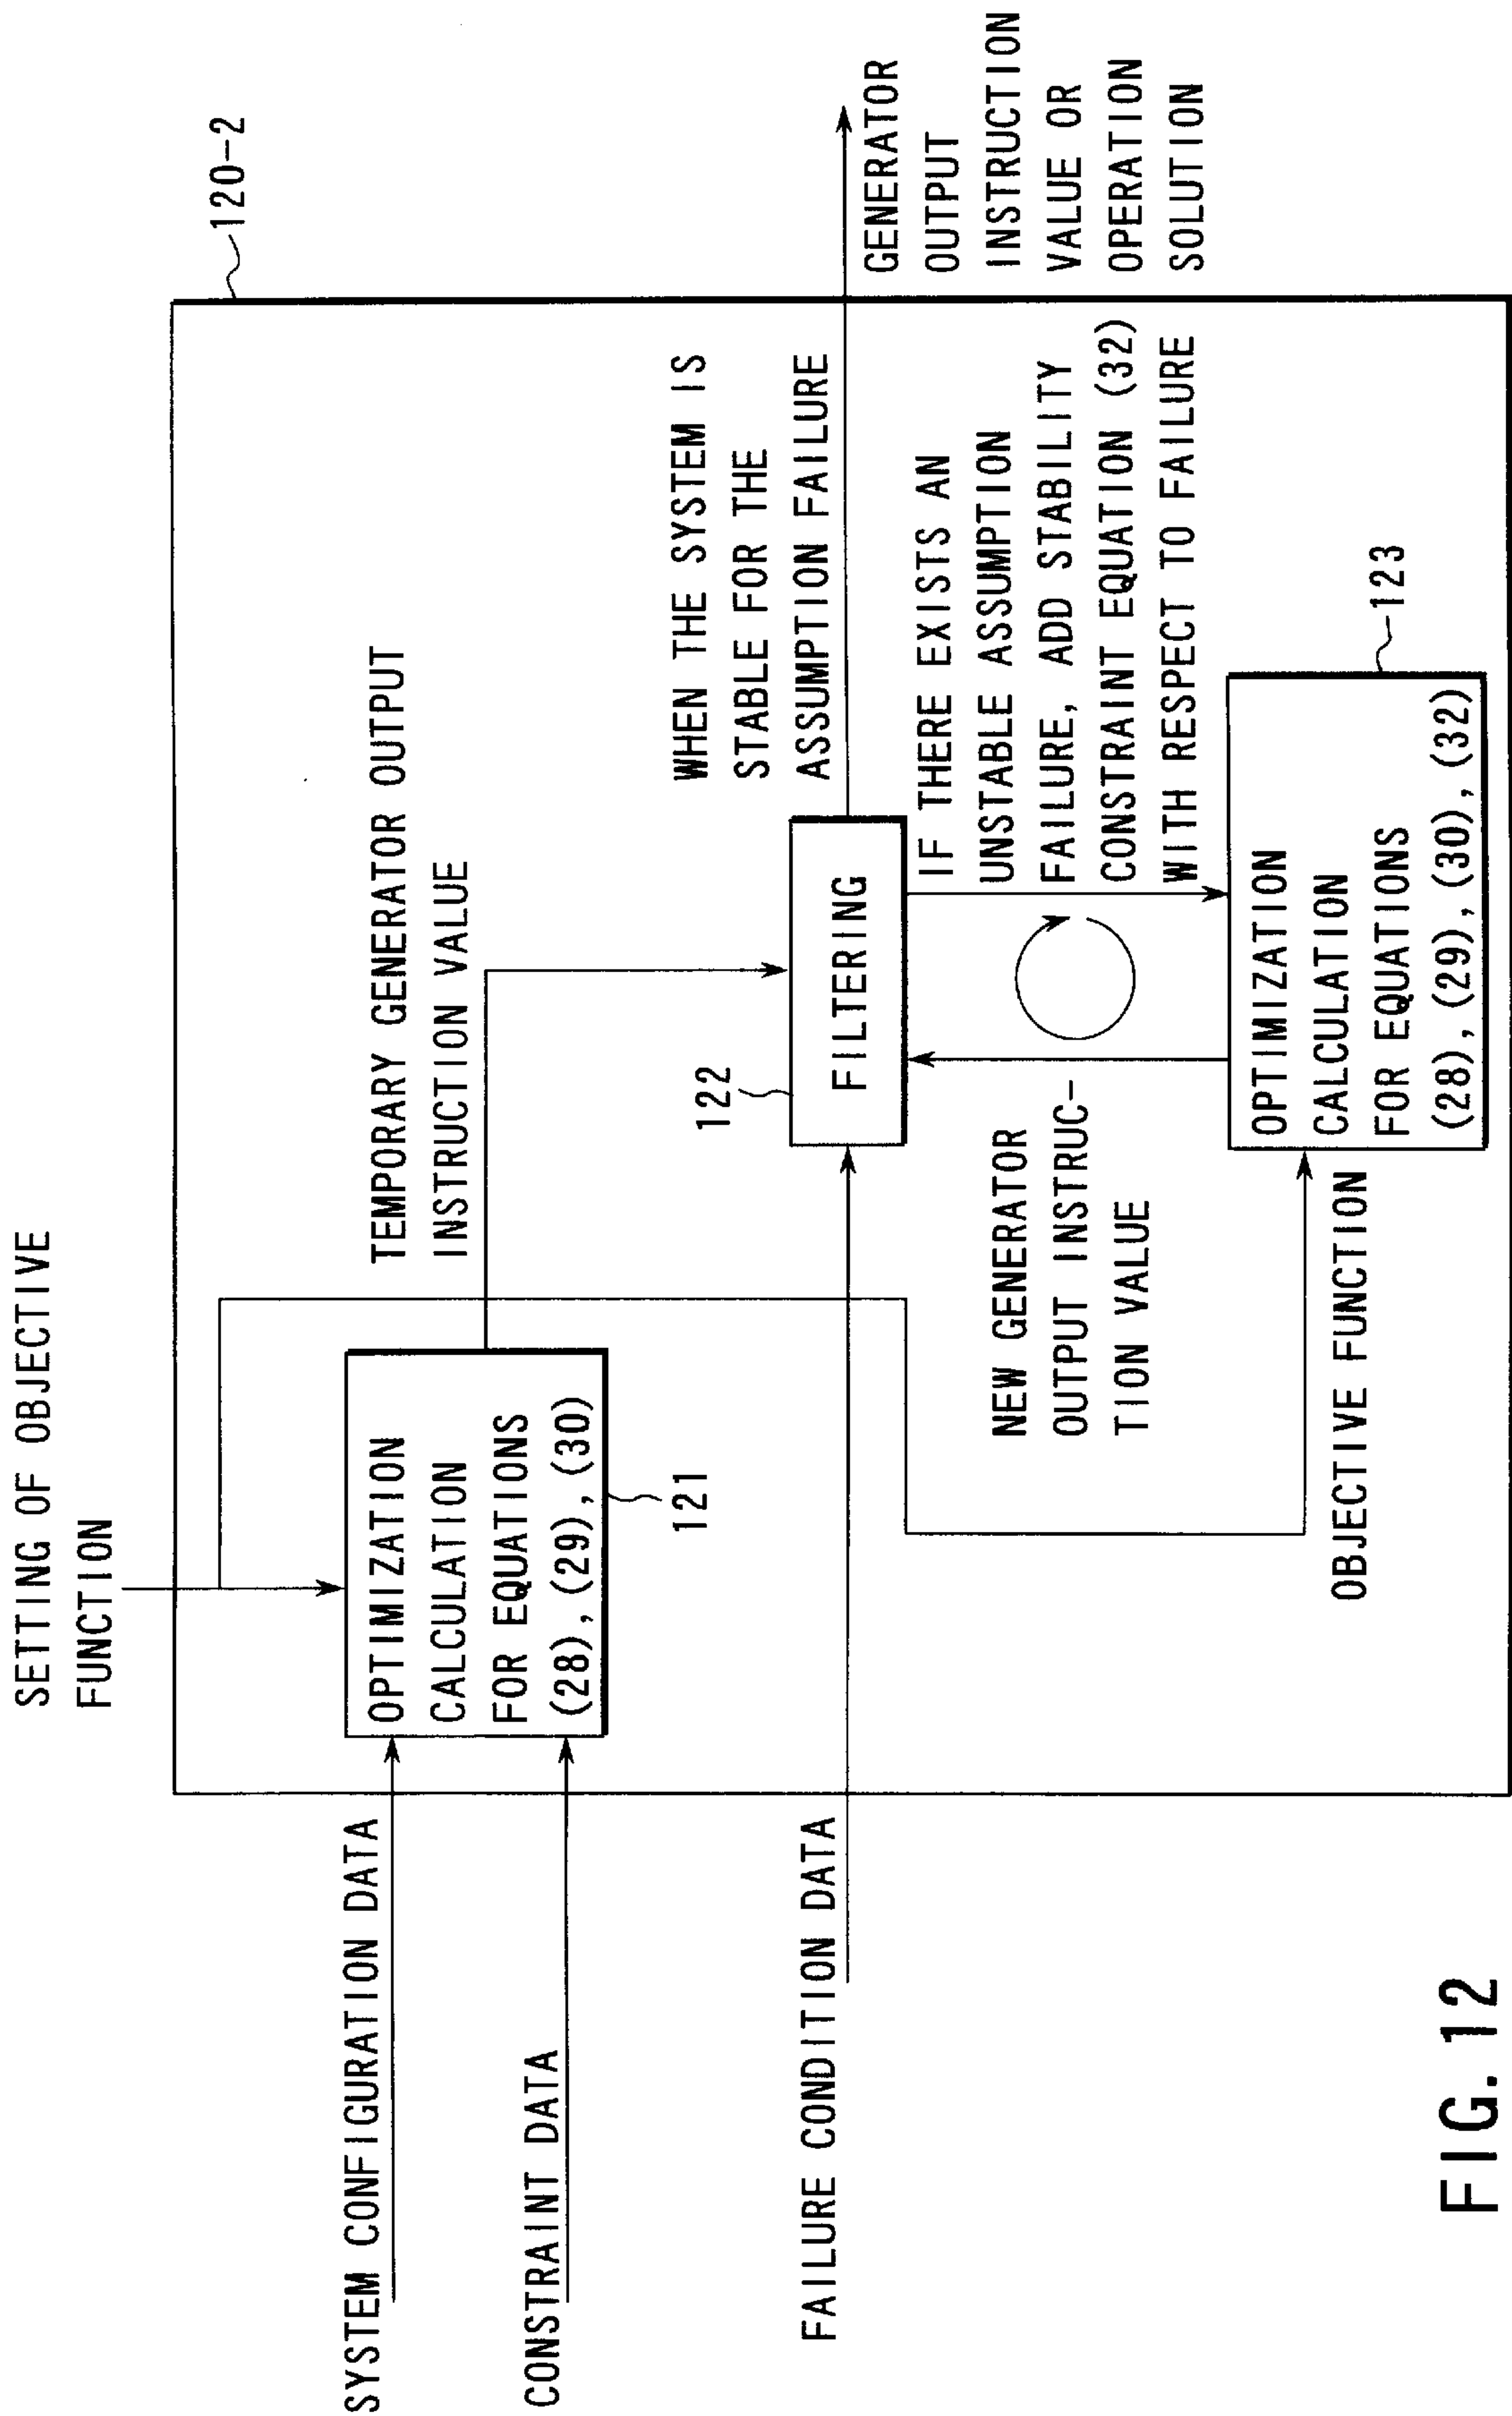 SETTING OF OBJECTIVE
FUNCTION
120-2
SYSTEM CONFIGURATION DATA
CONSTRAINT DATA
OPTIMIZATION
CALCULATION
FOR EQUATIONS
(28), (29), (30)
121
TEMPORARY GENERATOR OUTPUT
INSTRUCTION VALUE
FAILURE CONDITION DATA
122
FILTERING
WHEN THE SYSTEM IS
STABLE FOR THE
ASSUMPTION FAILURE
GENERATOR
OUTPUT
INSTRUCTION
VALUE OR
OPERATION
SOLUTION
IF THERE EXISTS AN
UNSTABLE ASSUMPTION
FAILURE, ADD STABILITY
CONSTRAINT EQUATION (32)
WITH RESPECT TO FAILURE
NEW GENERATOR
OUTPUT INSTRUC-
TION VALUE
OBJECTIVE FUNCTION
OPTIMIZATION
CALCULATION
FOR EQUATIONS
(28), (29), (30), (32)
123
FIG. 12